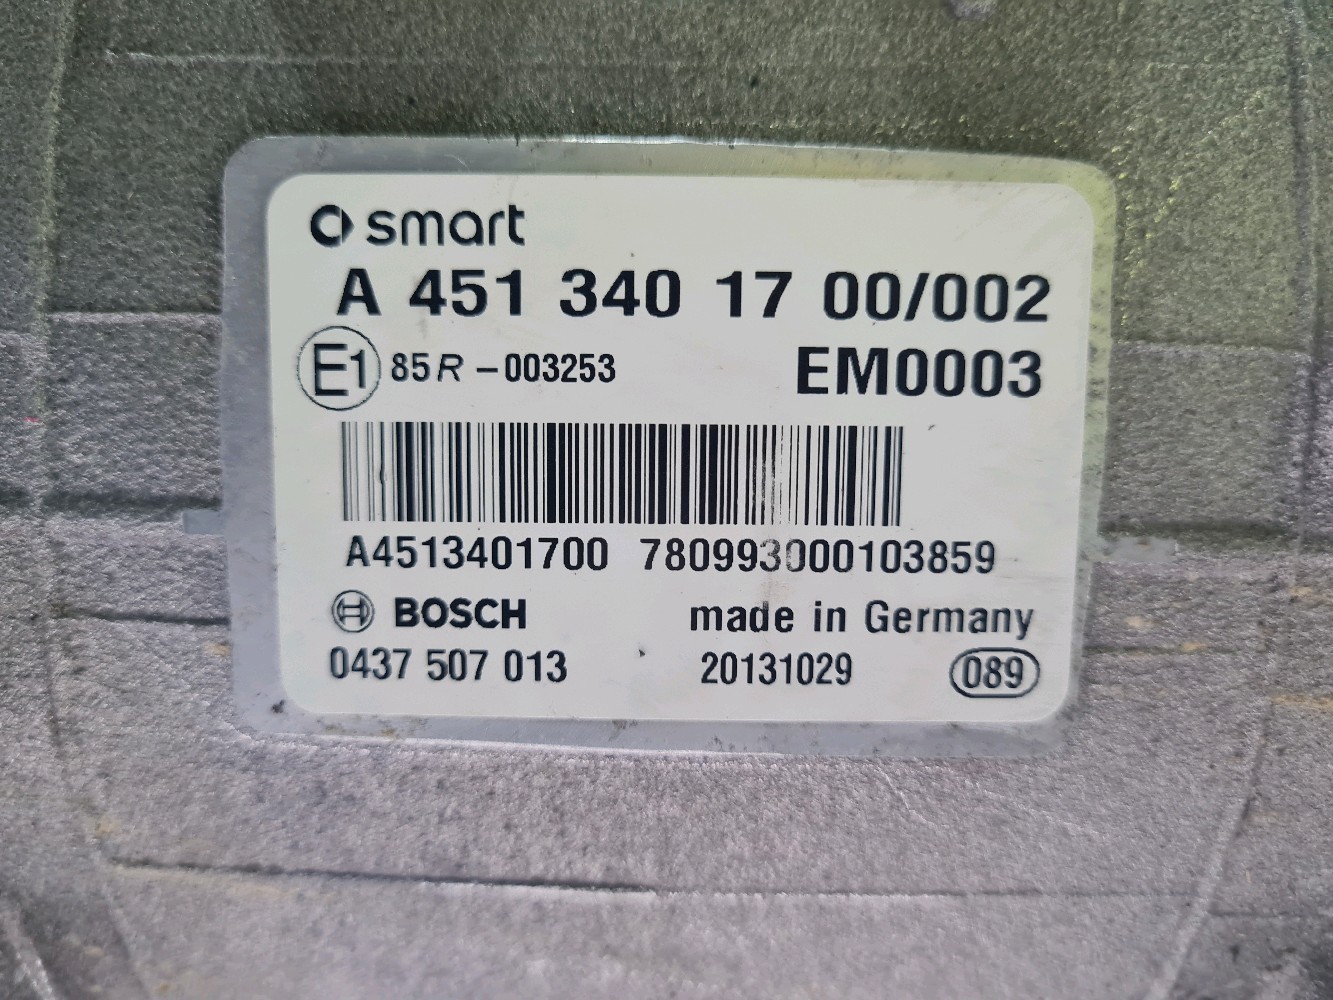 smart
A 451 340 17 00/002
E1 85R-003253 EM0003
A4513401700 780993000103859
BOSCH made in Germany
0437 507 013 20131029 089